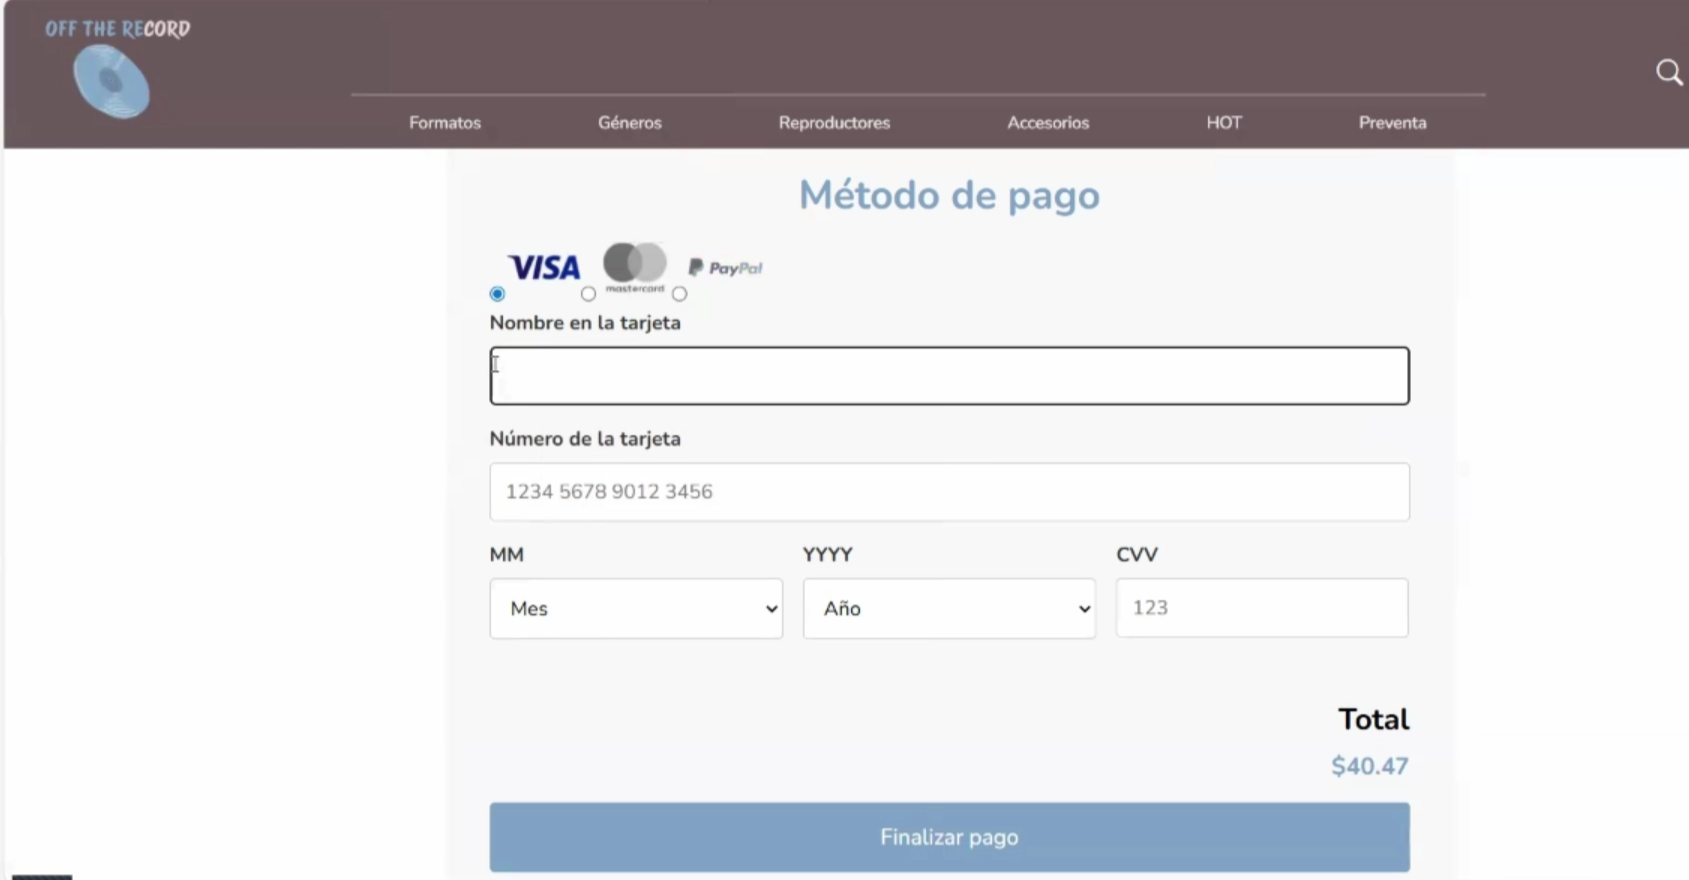 OFF THE RECORD
Formatos Géneros Reproductores Accesorios HOT Preventa
Método de pago
VISA mastercard PayPal
Nombre en la tarjeta
Número de la tarjeta
1234 5678 9012 3456
MM YYYY CVV
Mes Año 123
Total
$40.47
Finalizar pago